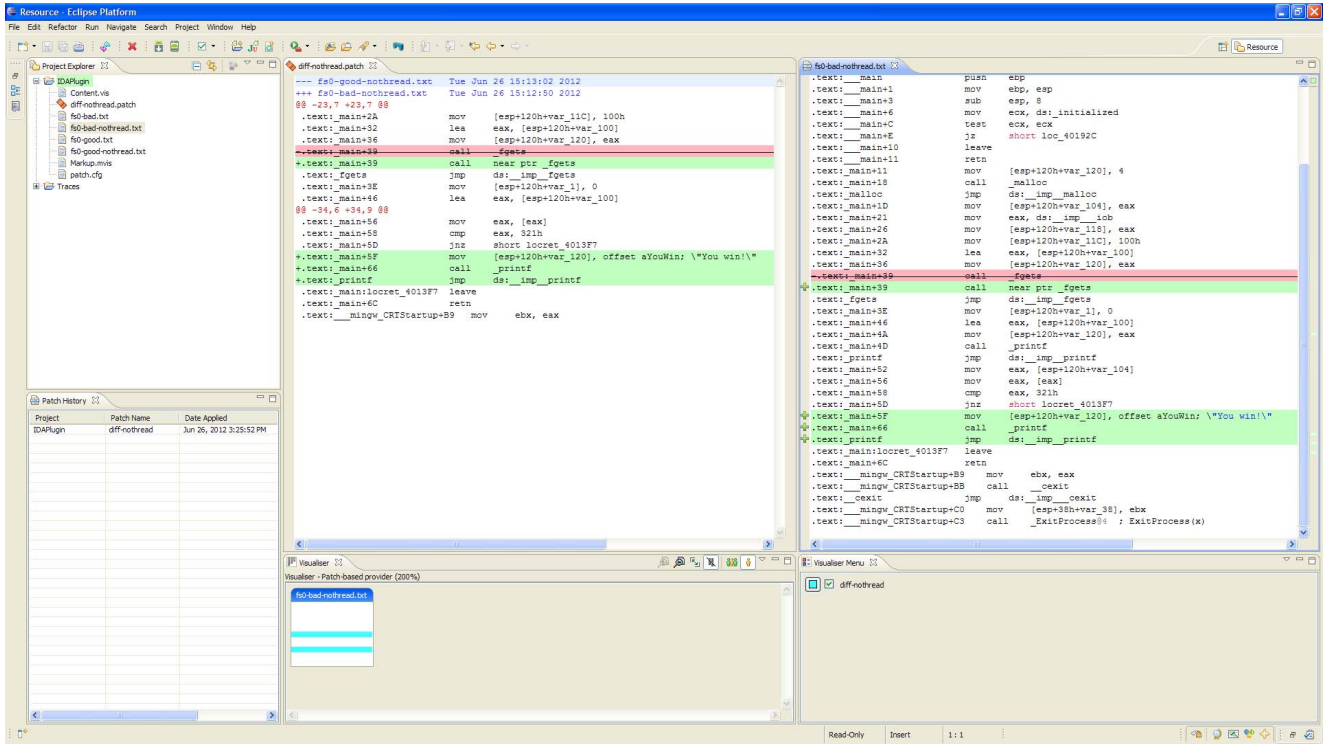 Resource - Eclipse Platform
File Edit Refactor Run Navigate Search Project Window Help
Resource
Project Explorer
IDAPlugin
Content.vis
diff-nothread.patch
fs0-bad.txt
fs0-bad-nothread.txt
fs0-good.txt
fs0-good-nothread.txt
Markup.mvis
patch.cfg
Traces
Patch History
Project Patch Name Date Applied
IDAPlugin diff-nothread Jun 26, 2012 3:25:52 PM
diff-nothread.patch
--- fs0-good-nothread.txt Tue Jun 26 15:13:02 2012
+++ fs0-bad-nothread.txt Tue Jun 26 15:12:50 2012
@@ -23,7 +23,7 @@
.text:_main+2A mov [esp+120h+var_11C], 100h
.text:_main+32 lea eax, [esp+120h+var_100]
.text:_main+36 mov [esp+120h+var_120], eax
-.text:_main+39 call _fgets
+.text:_main+39 call near ptr _fgets
.text:_fgets jmp ds:__imp__fgets
.text:_main+3E mov [esp+120h+var_1], 0
.text:_main+46 lea eax, [esp+120h+var_100]
@@ -34,6 +34,9 @@
.text:_main+56 mov eax, [eax]
.text:_main+58 cmp eax, 321h
.text:_main+5D jnz short locret_4013F7
+.text:_main+5F mov [esp+120h+var_120], offset aYouWin; \"You win!\"
+.text:_main+66 call _printf
+.text:_printf jmp ds:__imp__printf
.text:_main:locret_4013F7 leave
.text:_main+6C retn
.text:___mingw_CRTStartup+B9 mov ebx, eax
fs0-bad-nothread.txt
.text:___main push ebp
.text:___main+1 mov ebp, esp
.text:___main+3 sub esp, 8
.text:___main+6 mov ecx, ds:_initialized
.text:___main+C test ecx, ecx
.text:___main+E jz short loc_40192C
.text:___main+10 leave
.text:___main+11 retn
.text:_main+11 mov [esp+120h+var_120], 4
.text:_main+18 call _malloc
.text:_malloc jmp ds:__imp_malloc
.text:_main+1D mov [esp+120h+var_104], eax
.text:_main+21 mov eax, ds:__imp___iob
.text:_main+26 mov [esp+120h+var_118], eax
.text:_main+2A mov [esp+120h+var_11C], 100h
.text:_main+32 lea eax, [esp+120h+var_100]
.text:_main+36 mov [esp+120h+var_120], eax
-.text:_main+39 call _fgets
.text:_main+39 call near ptr _fgets
.text:_fgets jmp ds:__imp__fgets
.text:_main+3E mov [esp+120h+var_1], 0
.text:_main+46 lea eax, [esp+120h+var_100]
.text:_main+4A mov [esp+120h+var_120], eax
.text:_main+4D call _printf
.text:_printf jmp ds:__imp__printf
.text:_main+52 mov eax, [esp+120h+var_104]
.text:_main+56 mov eax, [eax]
.text:_main+58 cmp eax, 321h
.text:_main+5D jnz short locret_4013F7
.text:_main+5F mov [esp+120h+var_120], offset aYouWin; \"You win!\"
.text:_main+66 call _printf
.text:_printf jmp ds:__imp__printf
.text:_main:locret_4013F7 leave
.text:_main+6C retn
.text:___mingw_CRTStartup+B9 mov ebx, eax
.text:___mingw_CRTStartup+BB call __cexit
.text:__cexit jmp ds:__imp___cexit
.text:___mingw_CRTStartup+C0 mov [esp+38h+var_38], ebx
.text:___mingw_CRTStartup+C3 call _ExitProcess@4 ; ExitProcess(x)
Visualiser
Visualiser - Patch-based provider (200%)
fs0-bad-nothread.txt
Visualiser Menu
diff-nothread
Read-Only Insert 1 : 1